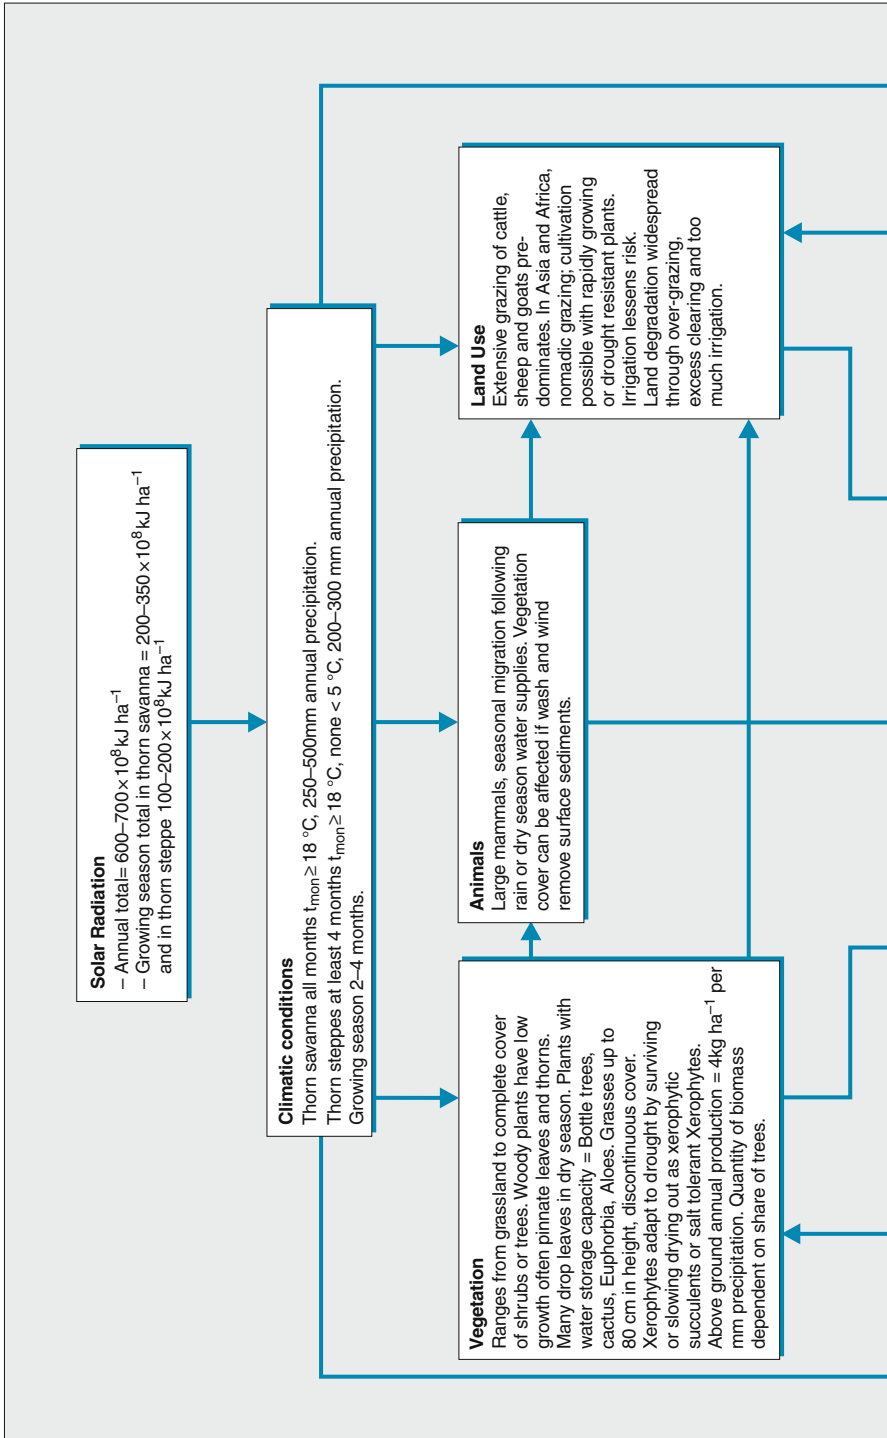 Solar Radiation
– Annual total= 600–700×10⁸kJ ha⁻¹
– Growing season total in thorn savanna = 200–350×10⁸kJ ha⁻¹
and in thorn steppe 100–200×10⁸kJ ha⁻¹
Climatic conditions
Thorn savanna all months tₘₒₙ≥ 18 °C, 250–500mm annual precipitation.
Thorn steppes at least 4 months tₘₒₙ≥ 18 °C, none < 5 °C, 200–300 mm annual precipitation.
Growing season 2–4 months.
Vegetation
Ranges from grassland to complete cover
of shrubs or trees. Woody plants have low
growth often pinnate leaves and thorns.
Many drop leaves in dry season. Plants with
water storage capacity = Bottle trees,
cactus, Euphorbia, Aloes. Grasses up to
80 cm in height, discontinuous cover.
Xerophytes adapt to drought by surviving
or slowing drying out as xerophytic
succulents or salt tolerant Xerophytes.
Above ground annual production = 4kg ha⁻¹ per
mm precipitation. Quantity of biomass
dependent on share of trees.
Animals
Large mammals, seasonal migration following
rain or dry season water supplies. Vegetation
cover can be affected if wash and wind
remove surface sediments.
Land Use
Extensive grazing of cattle,
sheep and goats pre-
dominates. In Asia and Africa,
nomadic grazing; cultivation
possible with rapidly growing
or drought resistant plants.
Irrigation lessens risk.
Land degradation widespread
through over-grazing,
excess clearing and too
much irrigation.